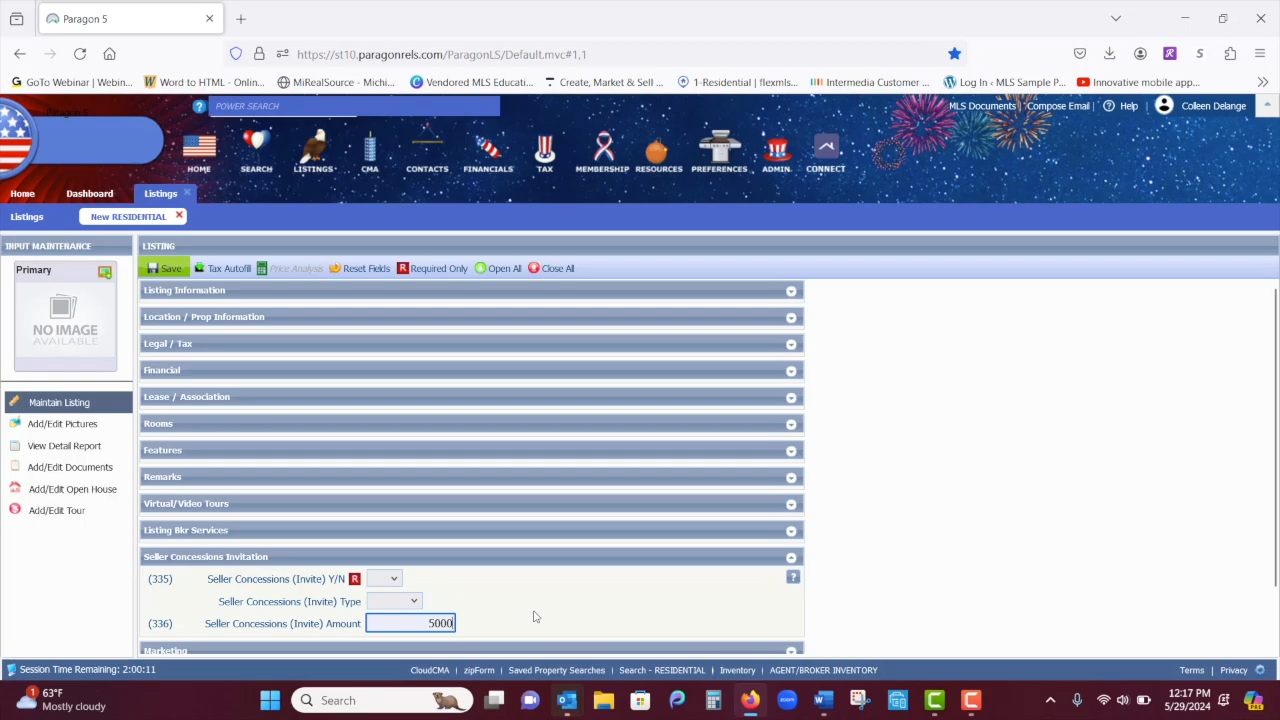 Paragon 5
https://st10.paragonrels.com/ParagonLS/Default.mvc#1,1
GoTo Webinar | Webin...
Word to HTML - Onlin...
MiRealSource - Michi...
Vendored MLS Educati...
Create, Market & Sell ...
1-Residential | flexmls...
Intermedia Customer ...
Log In ‹ MLS Sample P...
Innovative mobile app...
POWER SEARCH
MLS Documents
Compose Email
Help
Colleen Delange
HOME
SEARCH
LISTINGS
CMA
CONTACTS
FINANCIALS
TAX
MEMBERSHIP
RESOURCES
PREFERENCES
ADMIN
CONNECT
Home
Dashboard
Listings
Listings
New RESIDENTIAL
INPUT MAINTENANCE
LISTING
Primary
NO IMAGE
AVAILABLE
Maintain Listing
Add/Edit Pictures
View Detail Report
Add/Edit Documents
Add/Edit Open House
Add/Edit Tour
Save
Tax Autofill
Price Analysis
Reset Fields
R Required Only
Open All
Close All
Listing Information
Location / Prop Information
Legal / Tax
Financial
Lease / Association
Rooms
Features
Remarks
Virtual/Video Tours
Listing Bkr Services
Seller Concessions Invitation
(335) Seller Concessions (Invite) Y/N R
Seller Concessions (Invite) Type
(336) Seller Concessions (Invite) Amount 5000
Marketing
Session Time Remaining: 2:00:11
CloudCMA | zipForm | Saved Property Searches | Search - RESIDENTIAL | Inventory | AGENT/BROKER INVENTORY
Terms | Privacy
63°F
Mostly cloudy
Search
12:17 PM
5/29/2024